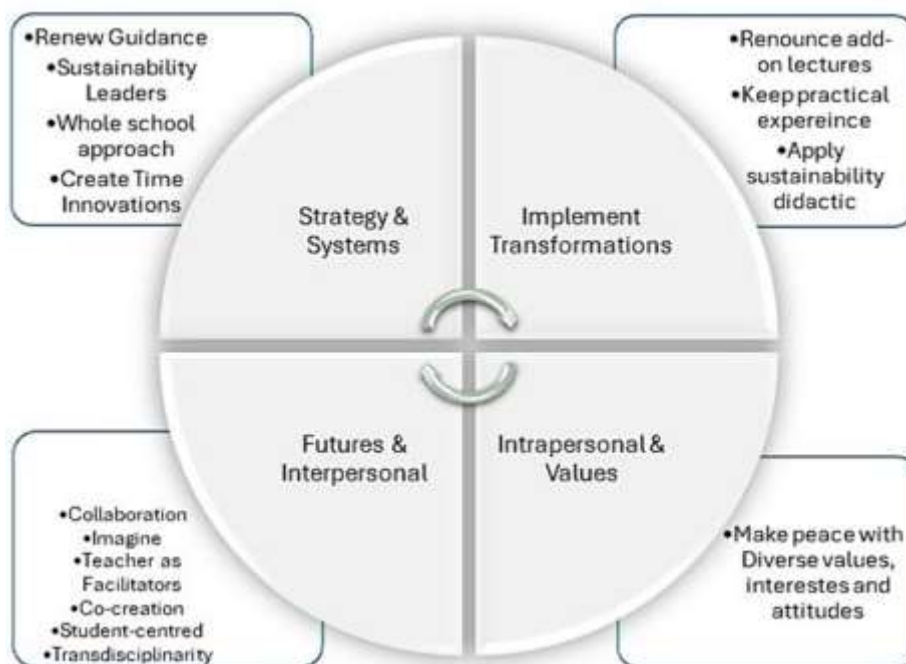 •Renew Guidance
•Sustainability
Leaders
•Whole school
approach
•Create Time
Innovations
•Renounce add-
on lectures
•Keep practical
expereince
•Apply
sustainability
didactic
Strategy &
Systems
Implement
Transformations
Futures &
Interpersonal
Intrapersonal &
Values
•Collaboration
•Imagine
•Teacher as
Facilitators
•Co-creation
•Student-centred
•Transdisciplinarity
•Make peace with
Diverse values,
interestes and
attitudes